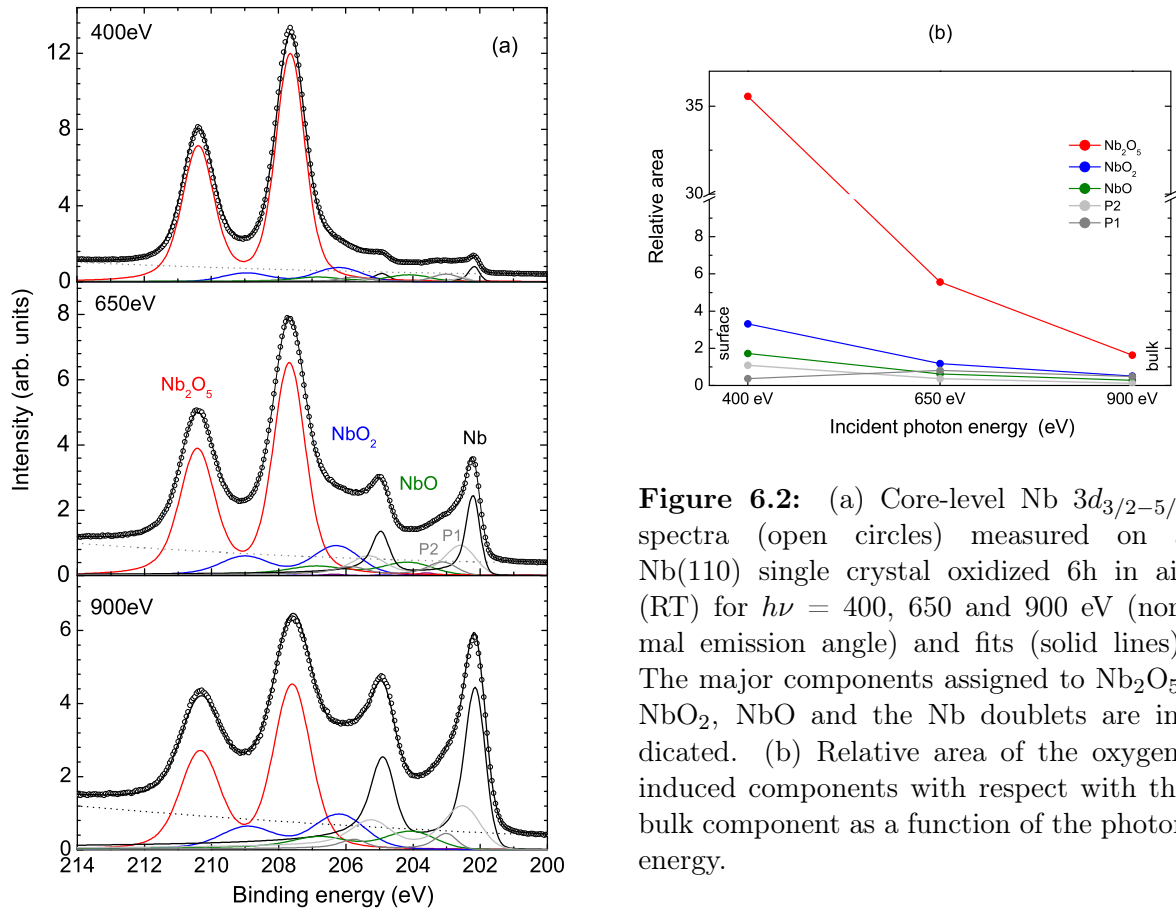 400eV
(a)
12
8
4
0
650eV
8
6
4
2
0
Nb₂O₅
NbO₂
NbO
Nb
P2
P1
900eV
6
4
2
0
214
212
210
208
206
204
202
200
Binding energy (eV)
Intensity (arb. units)
(b)
35
30
8
6
4
2
0
Relative area
surface
bulk
Nb₂O₅
NbO₂
NbO
P2
P1
400 eV
650 eV
900 eV
Incident photon energy (eV)
Figure 6.2: (a) Core-level Nb 3d3/2−5/
spectra (open circles) measured on
Nb(110) single crystal oxidized 6h in ai
(RT) for hν = 400, 650 and 900 eV (nor
mal emission angle) and fits (solid lines)
The major components assigned to Nb₂O₅
NbO₂, NbO and the Nb doublets are in
dicated. (b) Relative area of the oxygen
induced components with respect with th
bulk component as a function of the photon
energy.